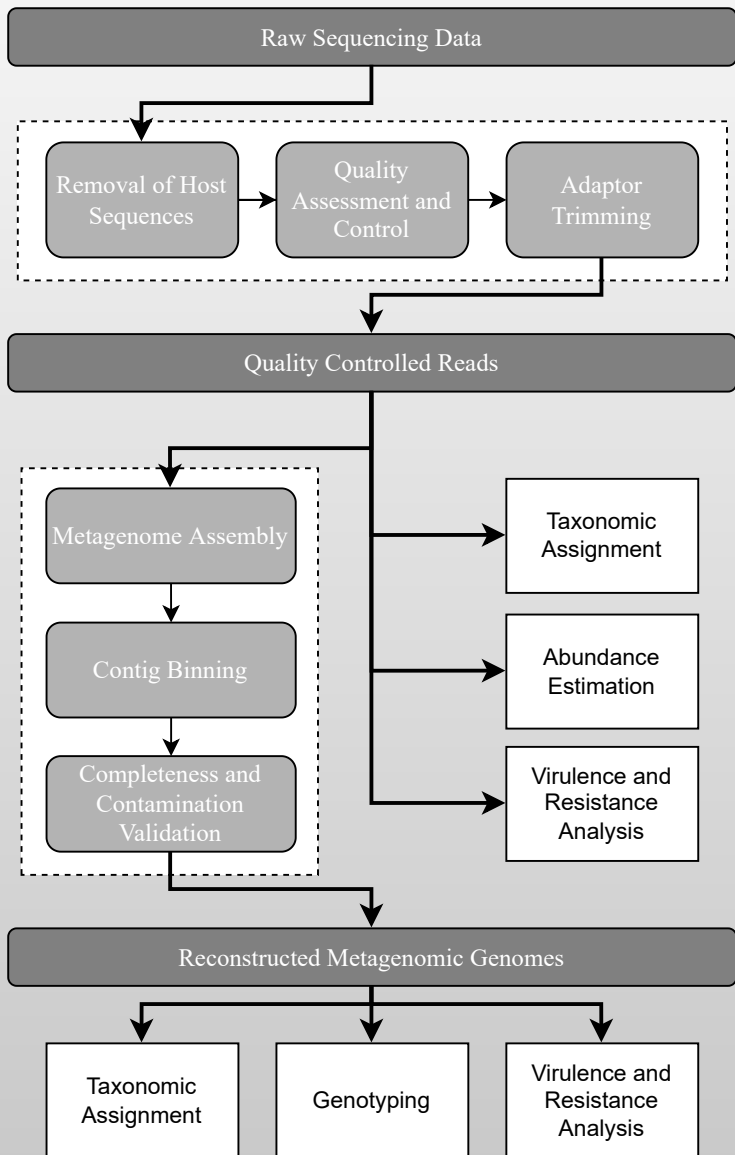 Raw Sequencing Data
Removal of Host
Sequences
Quality
Assessment and
Control
Adaptor
Trimming
Quality Controlled Reads
Metagenome Assembly
Contig Binning
Completeness and
Contamination
Validation
Taxonomic
Assignment
Abundance
Estimation
Virulence and
Resistance
Analysis
Reconstructed Metagenomic Genomes
Taxonomic
Assignment
Genotyping
Virulence and
Resistance
Analysis